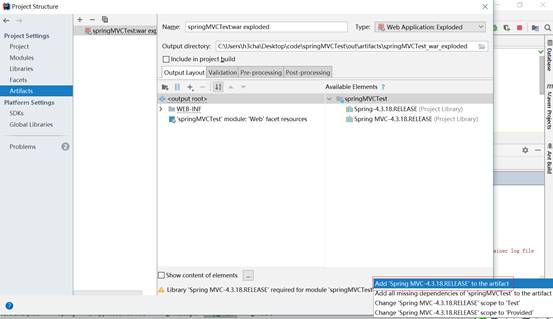 Project Structure
Project Settings
Project
Modules
Libraries
Facets
Artifacts
Platform Settings
SDKs
Global Libraries
Problems 2
springMVCTest:war exp
Name: springMVCTest:war exploded
Type: Web Application: Exploded
Output directory: C:\Users\h3cha\Desktop\code\springMVCTest\out\artifacts\springMVCTest_war_exploded
Include in project build
Output Layout Validation Pre-processing Post-processing
<output root>
WEB-INF
'springMVCTest' module: 'Web' facet resources
Available Elements ?
springMVCTest
Spring-4.3.18.RELEASE (Project Library)
Spring MVC-4.3.18.RELEASE (Project Library)
Show content of elements ...
Library 'Spring MVC-4.3.18.RELEASE' required for module 'springMVCTest'
Add 'Spring MVC-4.3.18.RELEASE' to the artifact
Add all missing dependencies of 'springMVCTest' to the artifact
Change 'Spring MVC-4.3.18.RELEASE' scope to 'Test'
Change 'Spring MVC-4.3.18.RELEASE' scope to 'Provided'
Database
Maven Projects
Ant Build
container log file